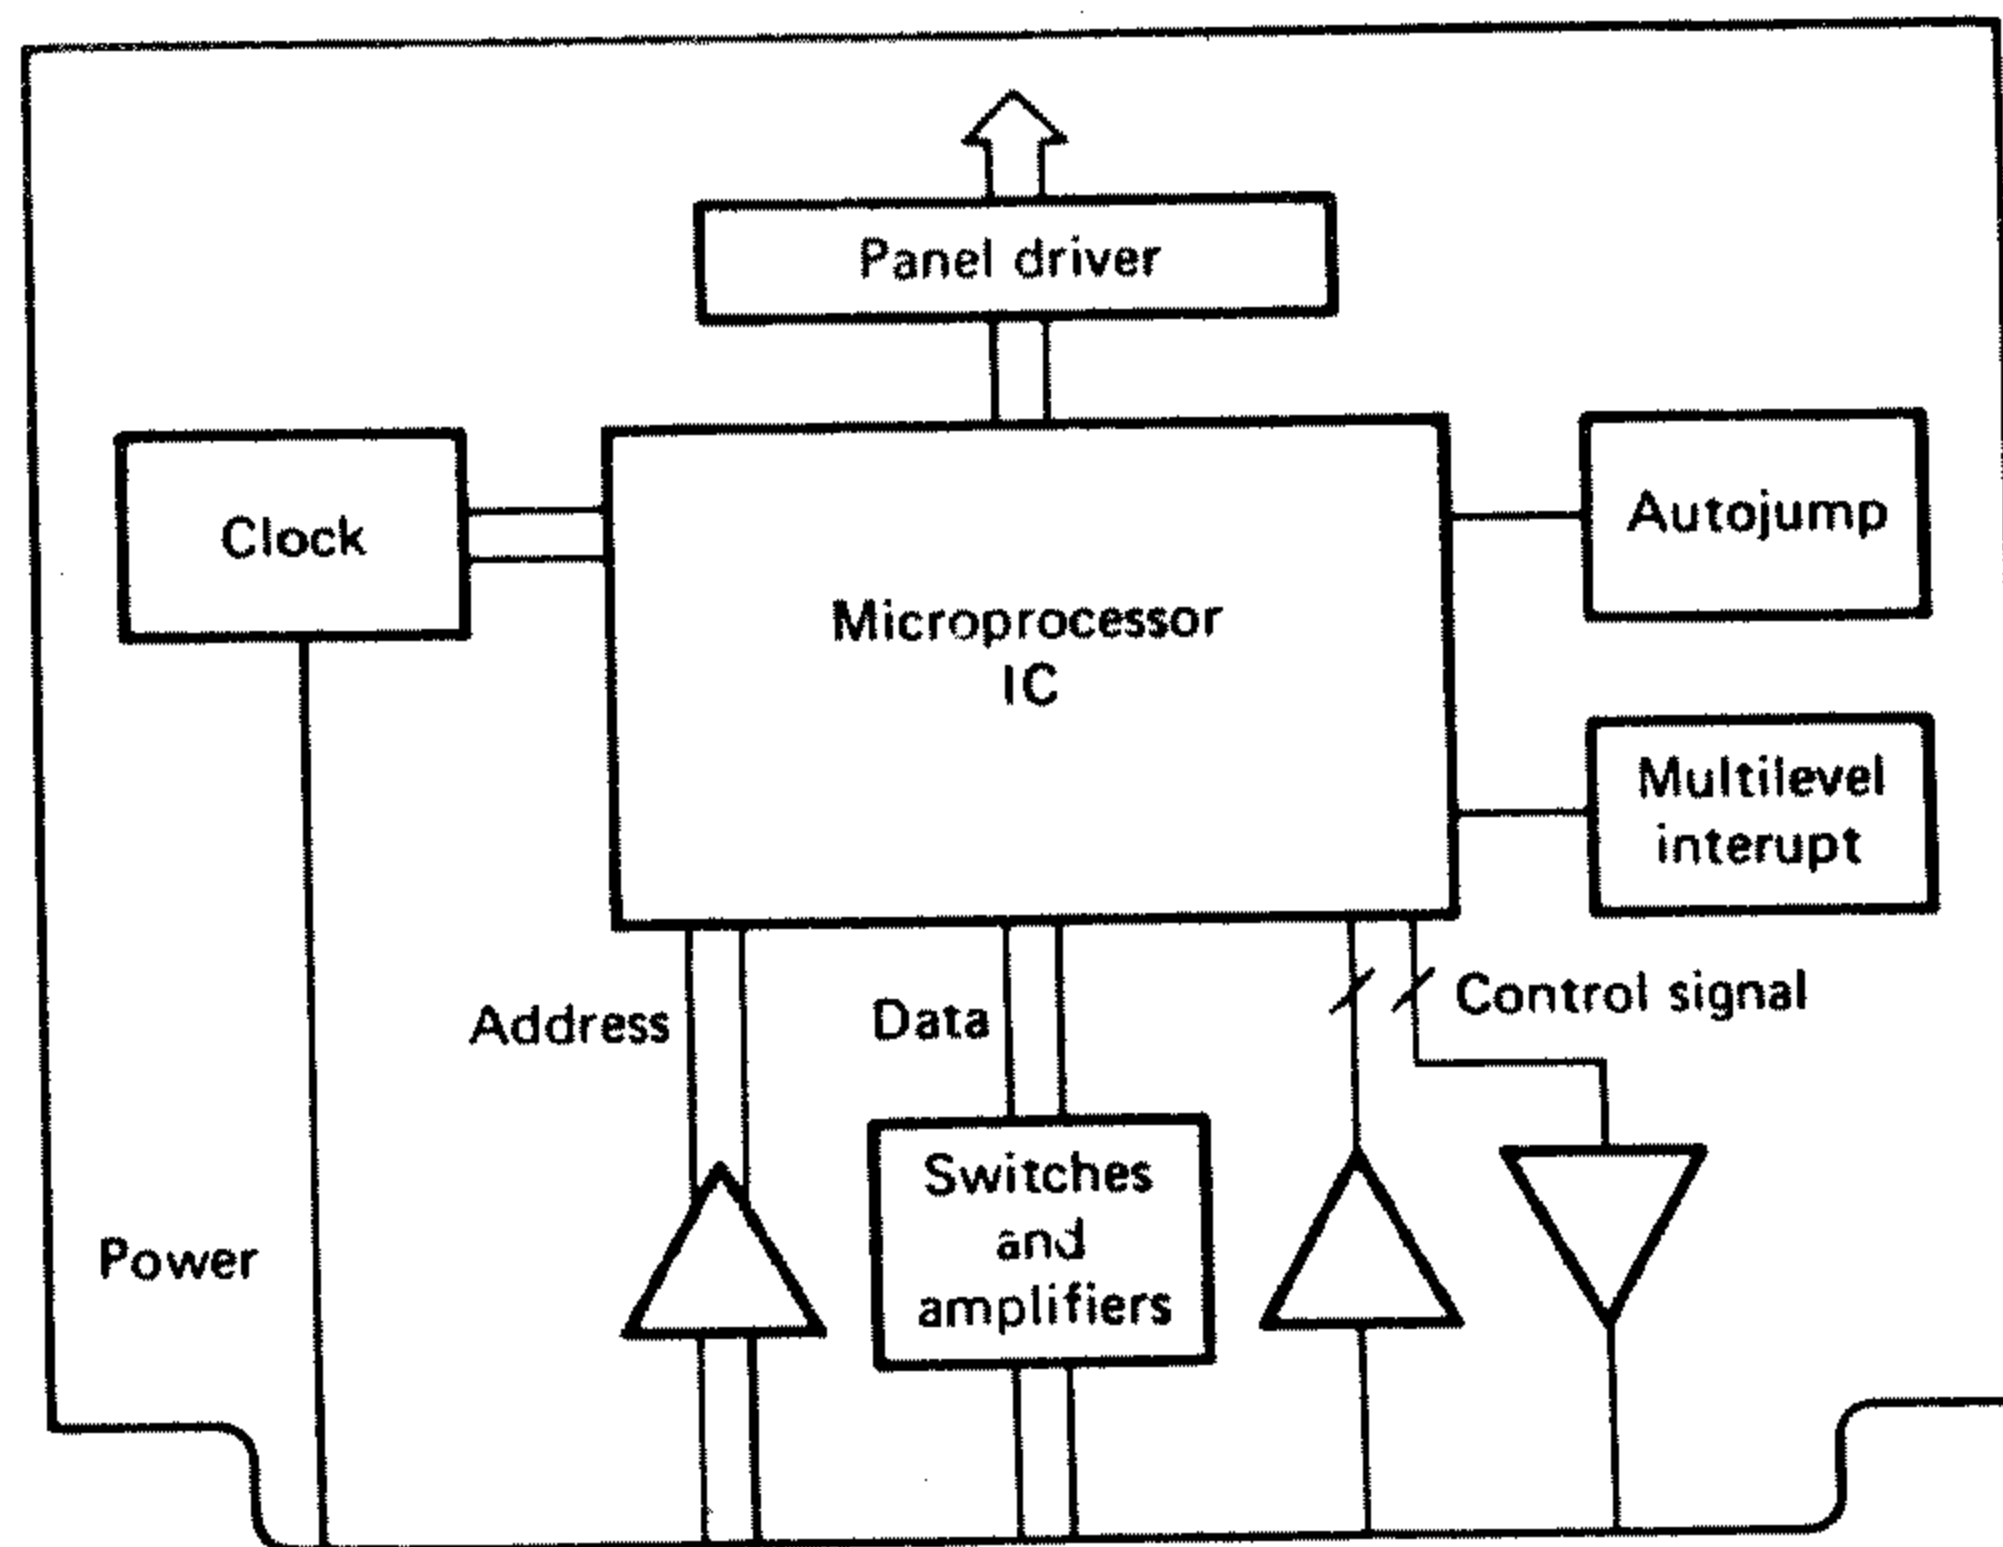 Panel driver
Clock
Autojump
Microprocessor
IC
Multilevel
interupt
Address
Data
Control signal
Switches
and
amplifiers
Power